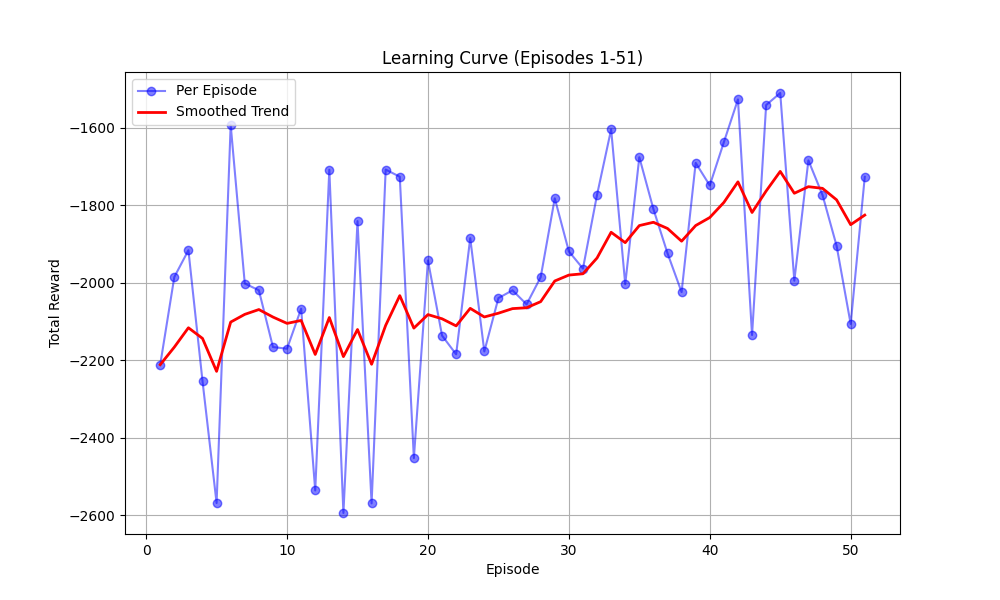 Learning Curve (Episodes 1-51)
Per Episode
Smoothed Trend
Total Reward
−1600
−1800
−2000
−2200
−2400
−2600
0 10 20 30 40 50
Episode